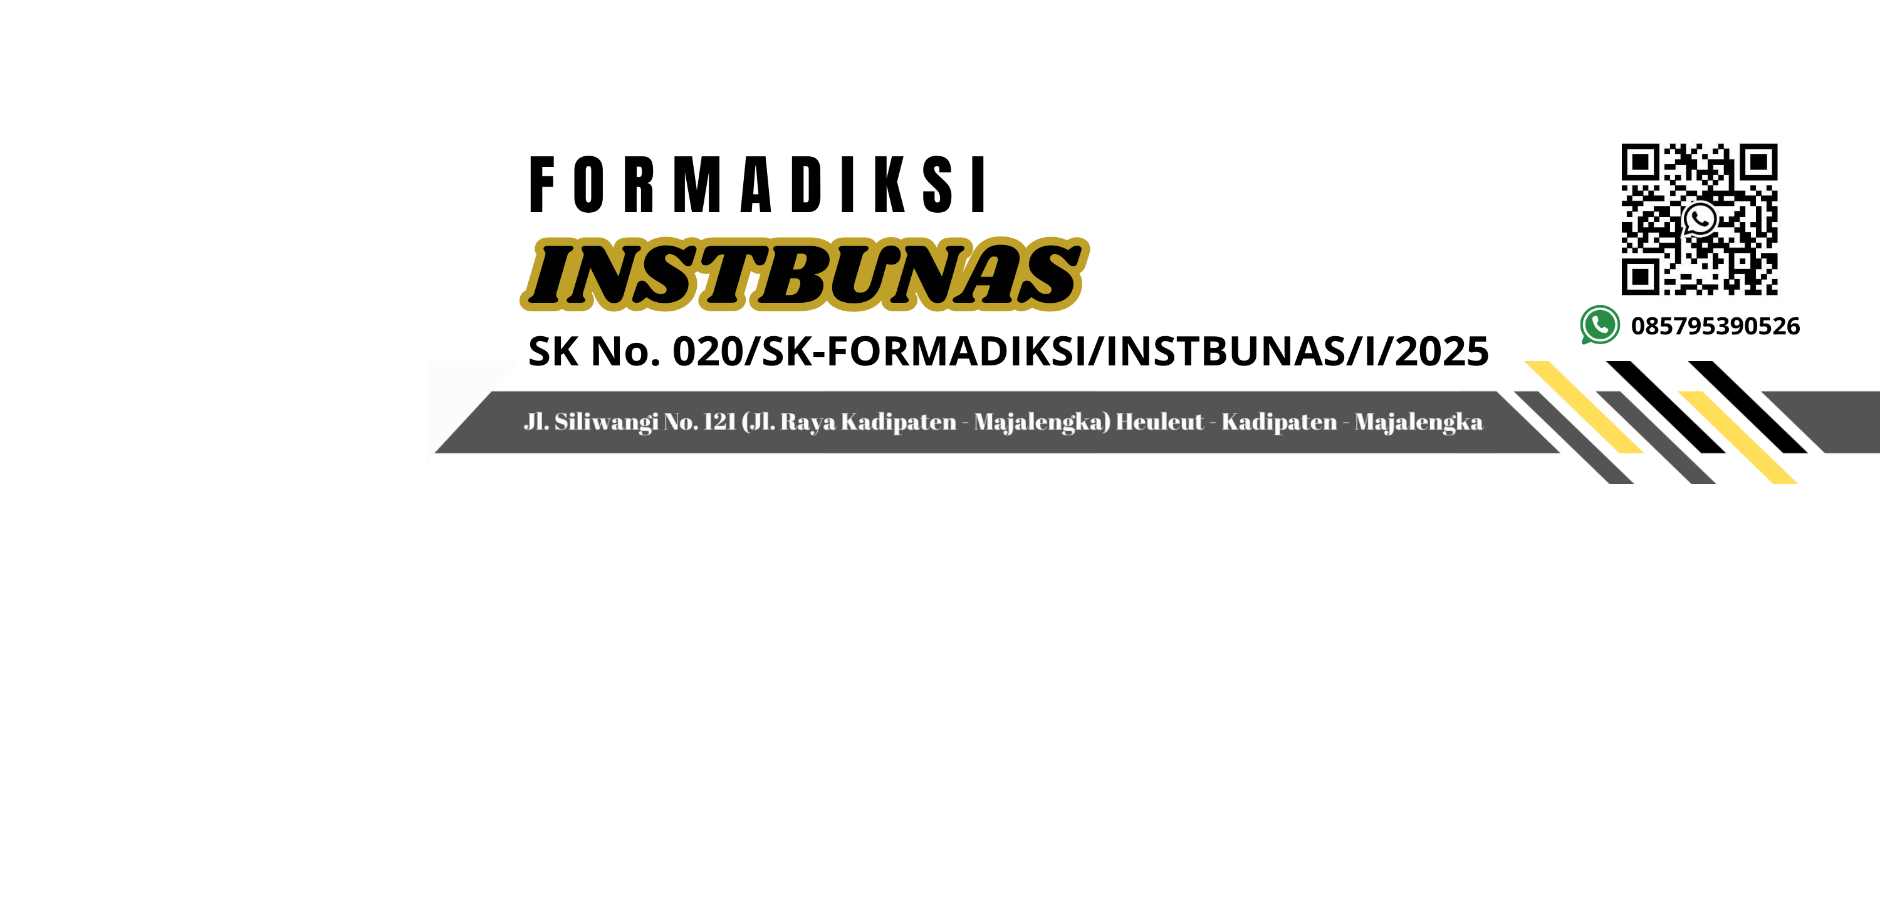 FORMADIKSI
INSTBUNAS
SK No. 020/SK-FORMADIKSI/INSTBUNAS/I/2025
085795390526
Jl. Siliwangi No. 121 (Jl. Raya Kadipaten - Majalengka) Heuleut - Kadipaten - Majalengka